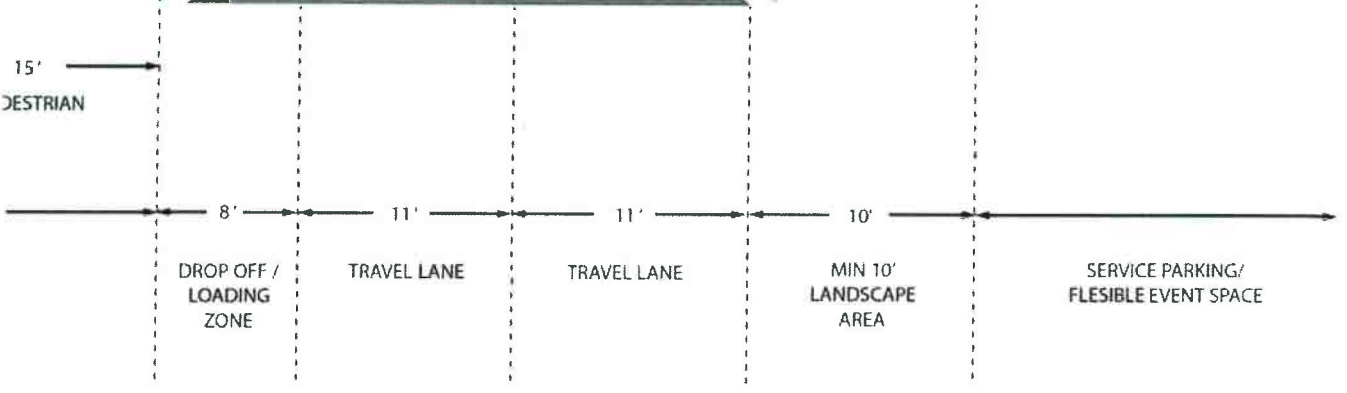 15'
DESTRIAN
8'
11'
11'
10'
DROP OFF /
LOADING
ZONE
TRAVEL LANE
TRAVEL LANE
MIN 10'
LANDSCAPE
AREA
SERVICE PARKING/
FLESIBLE EVENT SPACE